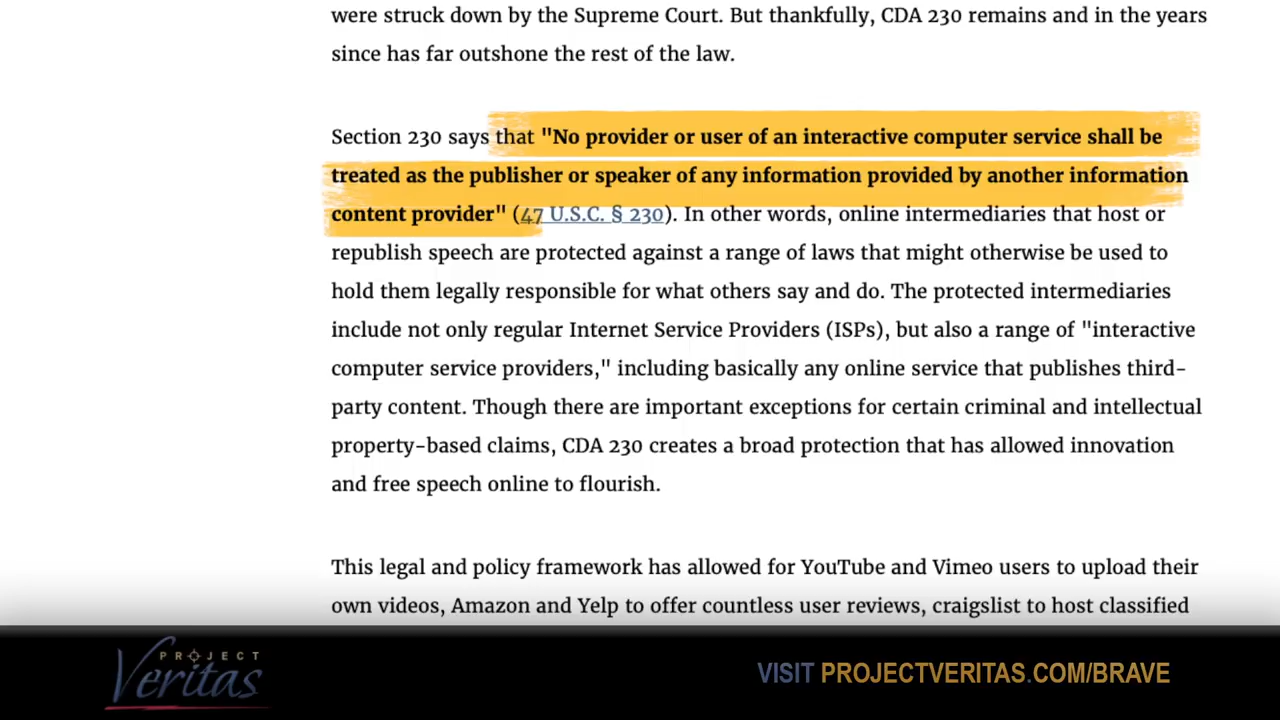 were struck down by the Supreme Court. But thankfully, CDA 230 remains and in the years
since has far outshone the rest of the law.
Section 230 says that "No provider or user of an interactive computer service shall be
treated as the publisher or speaker of any information provided by another information
content provider" (47 U.S.C. § 230). In other words, online intermediaries that host or
republish speech are protected against a range of laws that might otherwise be used to
hold them legally responsible for what others say and do. The protected intermediaries
include not only regular Internet Service Providers (ISPs), but also a range of "interactive
computer service providers," including basically any online service that publishes third-
party content. Though there are important exceptions for certain criminal and intellectual
property-based claims, CDA 230 creates a broad protection that has allowed innovation
and free speech online to flourish.
This legal and policy framework has allowed for YouTube and Vimeo users to upload their
own videos, Amazon and Yelp to offer countless user reviews, craigslist to host classified
PROJECT
Veritas
VISIT PROJECTVERITAS.COM/BRAVE